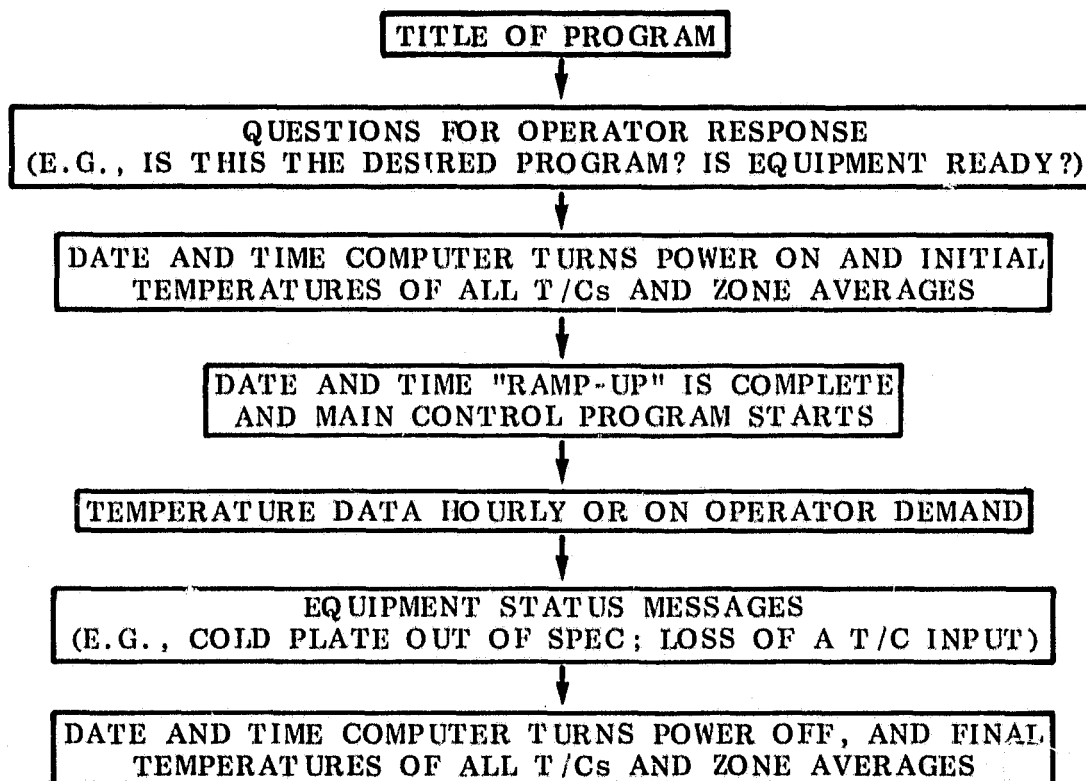 TITLE OF PROGRAM
QUESTIONS FOR OPERATOR RESPONSE
(E.G., IS THIS THE DESIRED PROGRAM? IS EQUIPMENT READY?)
DATE AND TIME COMPUTER TURNS POWER ON AND INITIAL
TEMPERATURES OF ALL T/Cs AND ZONE AVERAGES
DATE AND TIME "RAMP-UP" IS COMPLETE
AND MAIN CONTROL PROGRAM STARTS
TEMPERATURE DATA HOURLY OR ON OPERATOR DEMAND
EQUIPMENT STATUS MESSAGES
(E.G., COLD PLATE OUT OF SPEC; LOSS OF A T/C INPUT)
DATE AND TIME COMPUTER TURNS POWER OFF, AND FINAL
TEMPERATURES OF ALL T/Cs AND ZONE AVERAGES